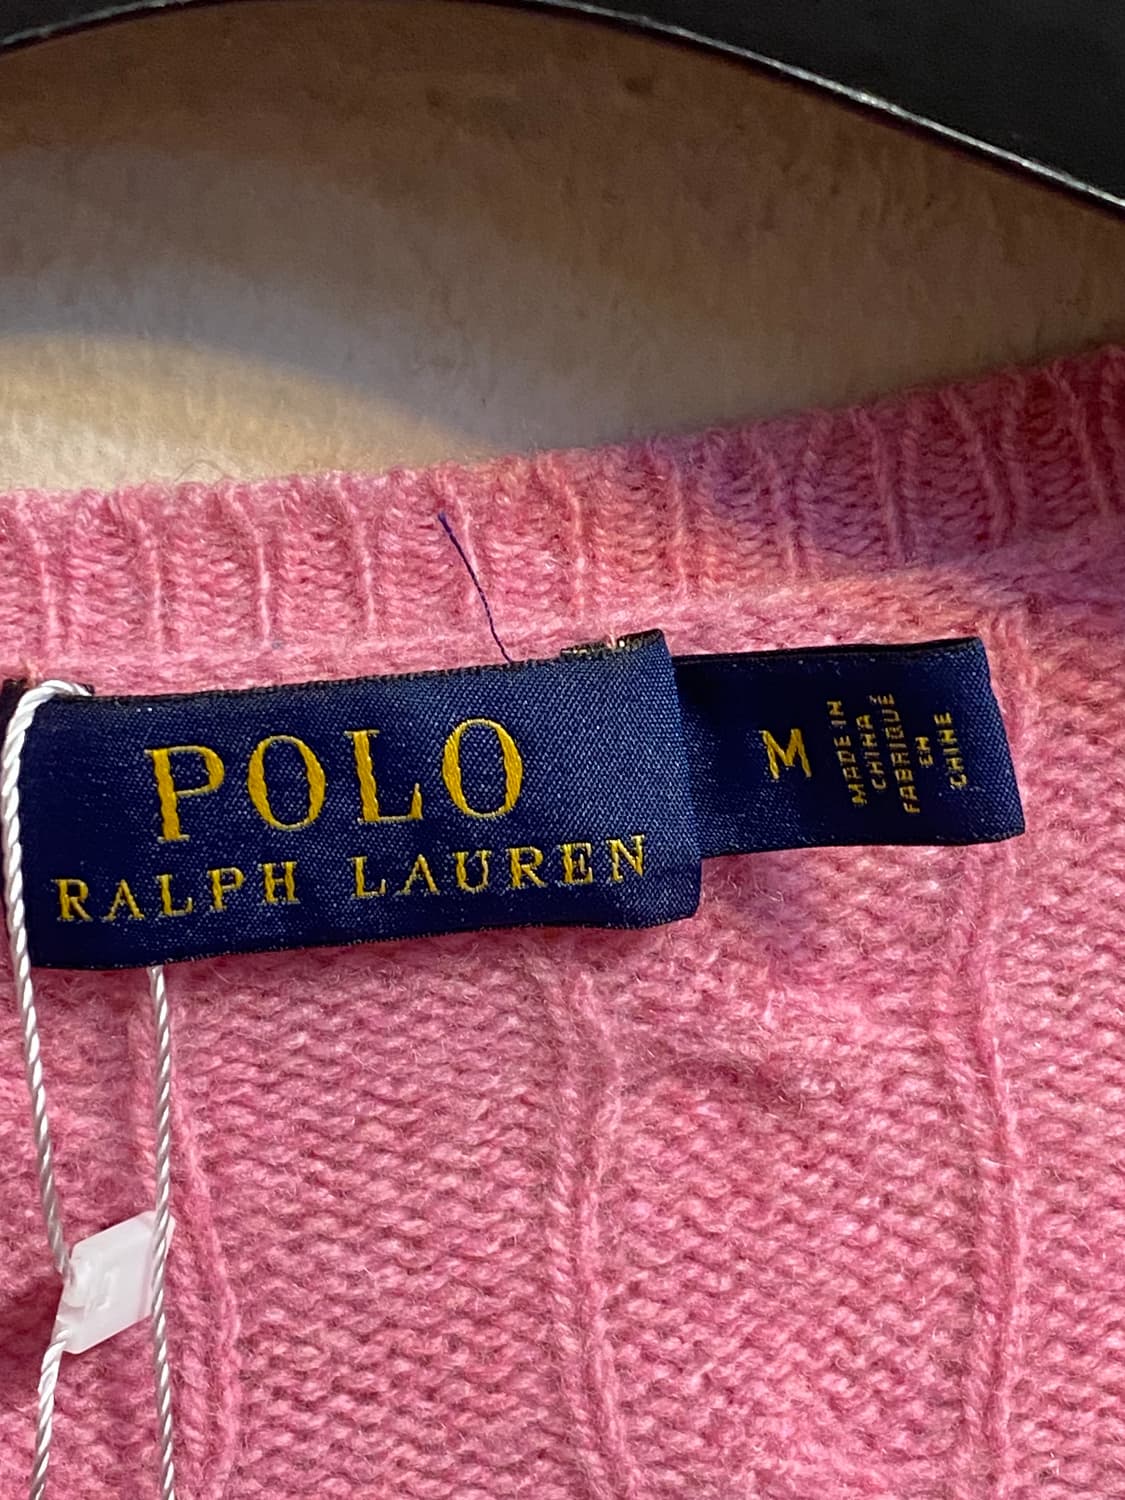 POLO
RALPH LAUREN
M
MADE IN
CHINA
FABRIQUÉ
EN
CHINE